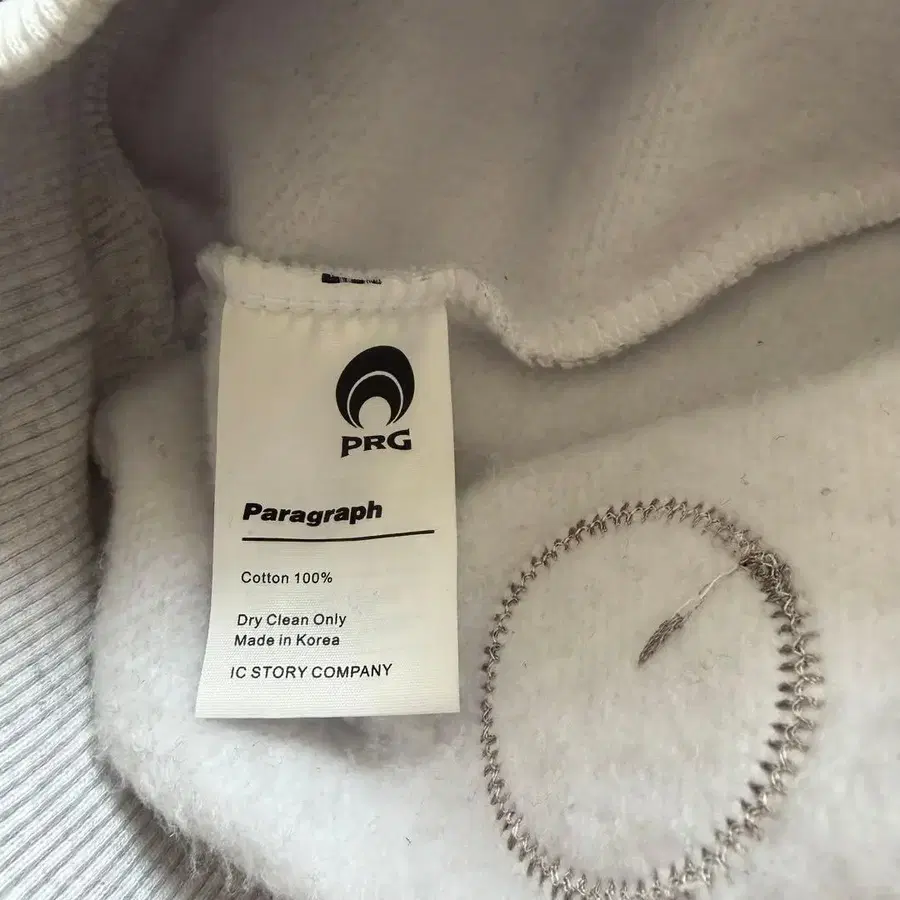 PRG
Paragraph
Cotton 100%
Dry Clean Only
Made in Korea
IC STORY COMPANY